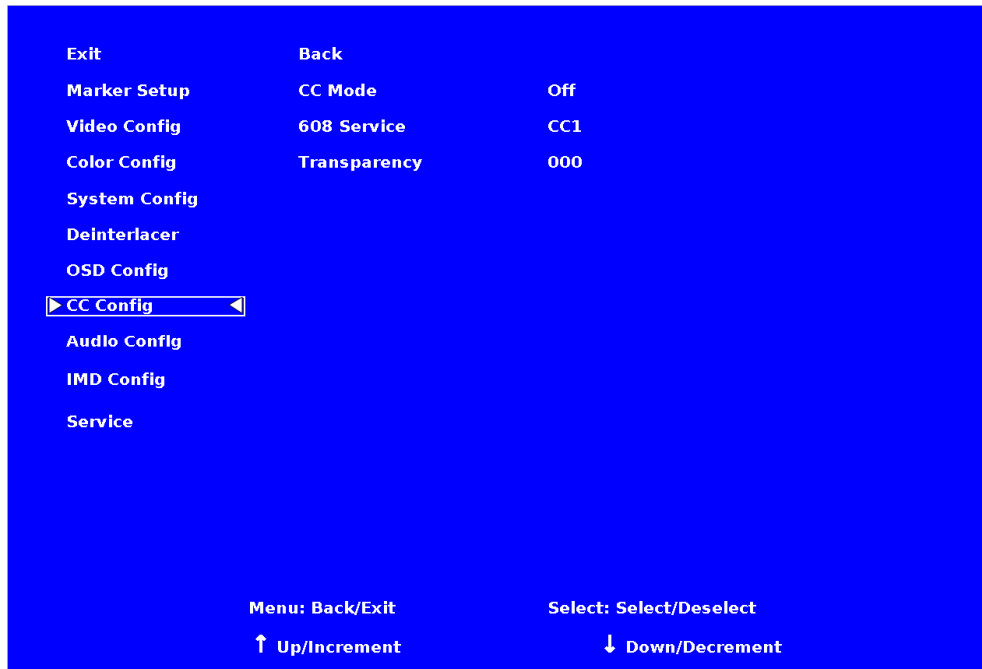 Exit Back
Marker Setup CC Mode Off
Video Config 608 Service CC1
Color Config Transparency 000
System Config
Deinterlacer
OSD Config
CC Config
Audio Config
IMD Config
Service
Menu: Back/Exit Select: Select/Deselect
↑ Up/Increment ↓ Down/Decrement